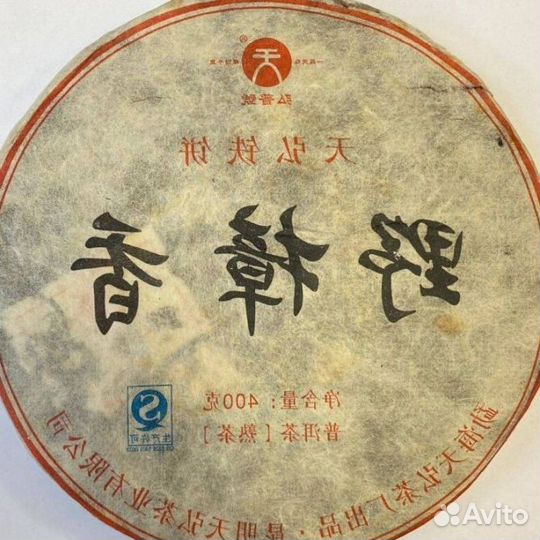 天
®
弘普號
天弘铁饼
野樟香
净含量：400克
普洱茶【熟茶】
生产许可
勐海天弘茶厂出品·昆明天弘茶业有限公司
Avito